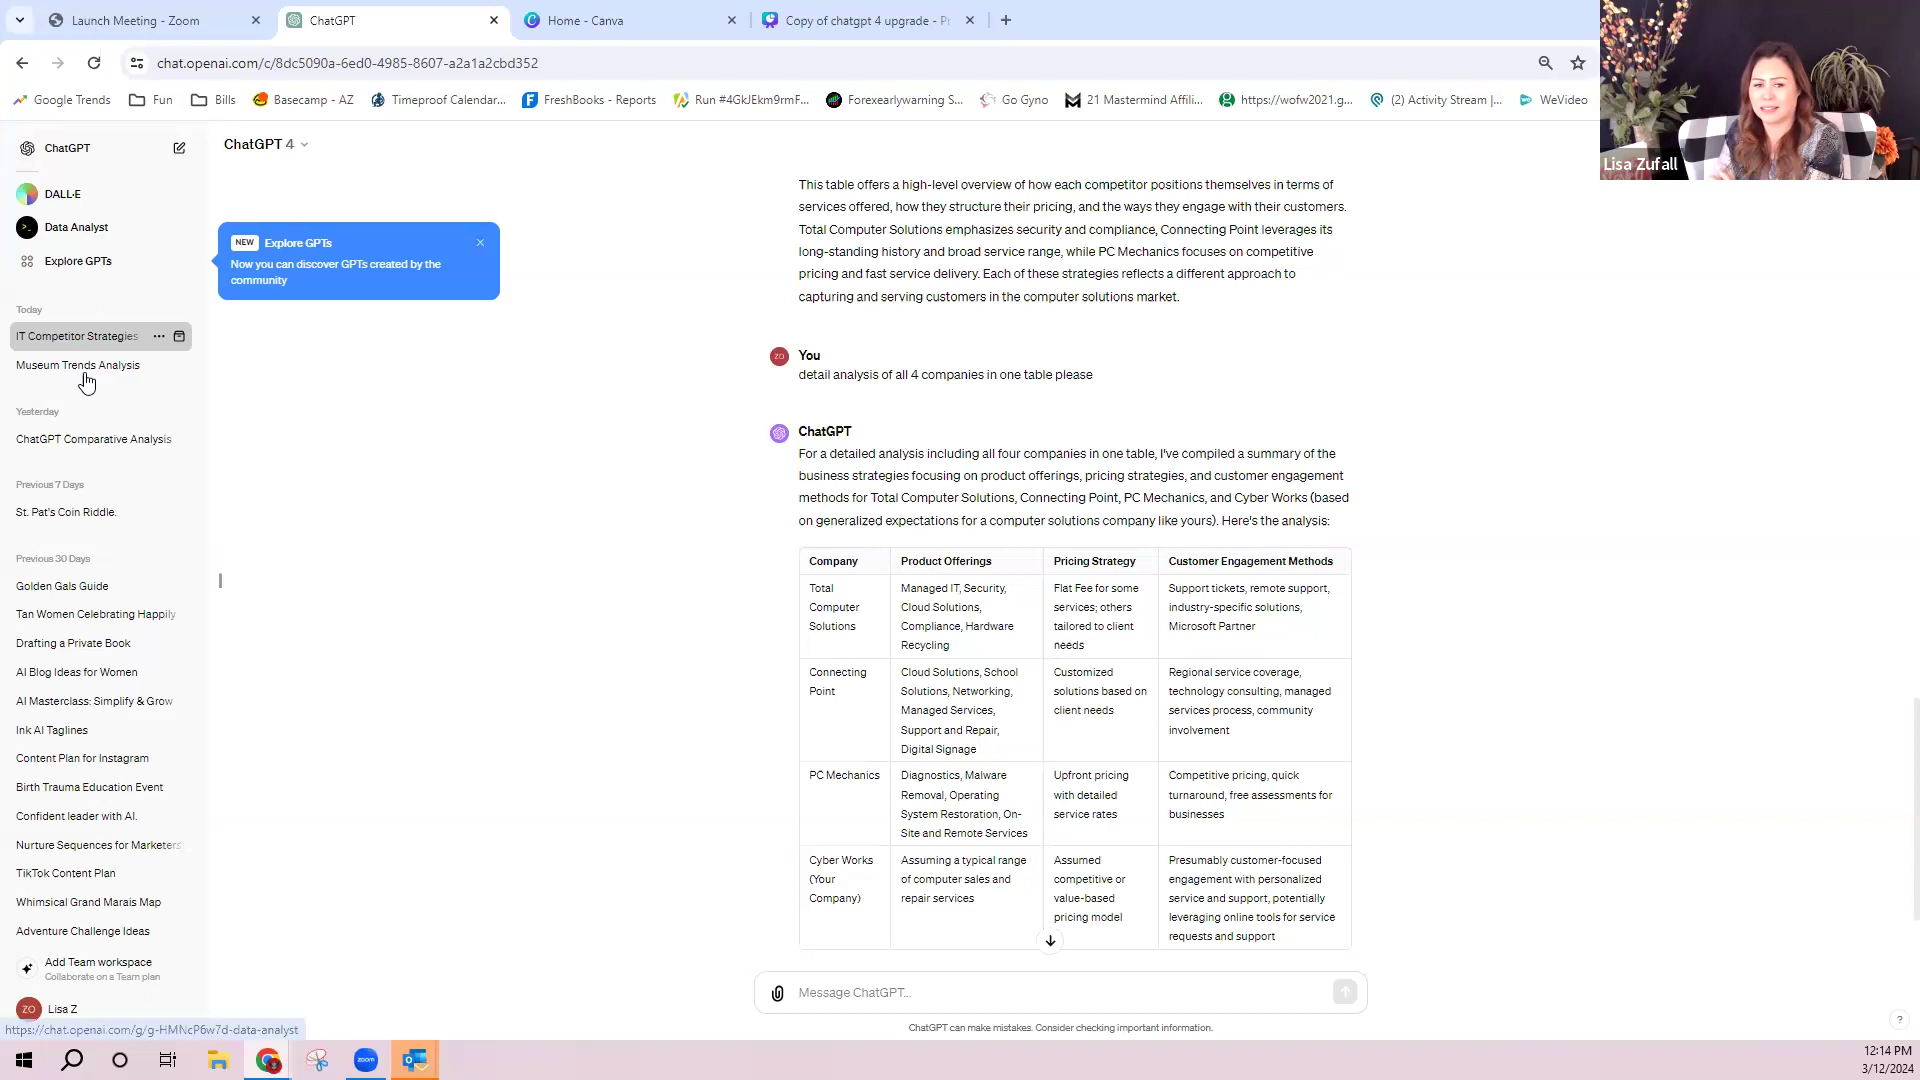 Launch Meeting - Zoom
ChatGPT
Home - Canva
Copy of chatgpt 4 upgrade - Pr
chat.openai.com/c/8dc5090a-6ed0-4985-8607-a2a1a2cbd352
Google Trends
Fun
Bills
Basecamp - AZ
Timeproof Calendar...
FreshBooks - Reports
Run #4GkJEkm9rmF...
Forexearlywarning S...
Go Gyno
21 Mastermind Affili...
https://wofw2021.g...
(2) Activity Stream |...
WeVideo
Lisa Zufall
ChatGPT
DALL·E
Data Analyst
Explore GPTs
Today
IT Competitor Strategies
Museum Trends Analysis
Yesterday
ChatGPT Comparative Analysis
Previous 7 Days
St. Pat's Coin Riddle.
Previous 30 Days
Golden Gals Guide
Tan Women Celebrating Happily
Drafting a Private Book
AI Blog Ideas for Women
AI Masterclass: Simplify & Grow
Ink AI Taglines
Content Plan for Instagram
Birth Trauma Education Event
Confident leader with AI.
Nurture Sequences for Marketers
TikTok Content Plan
Whimsical Grand Marais Map
Adventure Challenge Ideas
Add Team workspace
Collaborate on a Team plan
ZO
Lisa Z
https://chat.openai.com/g/g-HMNcP6w7d-data-analyst
ChatGPT 4
NEW Explore GPTs
Now you can discover GPTs created by the
community
This table offers a high-level overview of how each competitor positions themselves in terms of
services offered, how they structure their pricing, and the ways they engage with their customers.
Total Computer Solutions emphasizes security and compliance, Connecting Point leverages its
long-standing history and broad service range, while PC Mechanics focuses on competitive
pricing and fast service delivery. Each of these strategies reflects a different approach to
capturing and serving customers in the computer solutions market.
ZO
You
detail analysis of all 4 companies in one table please
ChatGPT
For a detailed analysis including all four companies in one table, I've compiled a summary of the
business strategies focusing on product offerings, pricing strategies, and customer engagement
methods for Total Computer Solutions, Connecting Point, PC Mechanics, and Cyber Works (based
on generalized expectations for a computer solutions company like yours). Here's the analysis:
Company
Product Offerings
Pricing Strategy
Customer Engagement Methods
Total
Computer
Solutions
Managed IT, Security,
Cloud Solutions,
Compliance, Hardware
Recycling
Flat Fee for some
services; others
tailored to client
needs
Support tickets, remote support,
industry-specific solutions,
Microsoft Partner
Connecting
Point
Cloud Solutions, School
Solutions, Networking,
Managed Services,
Support and Repair,
Digital Signage
Customized
solutions based on
client needs
Regional service coverage,
technology consulting, managed
services process, community
involvement
PC Mechanics
Diagnostics, Malware
Removal, Operating
System Restoration, On-
Site and Remote Services
Upfront pricing
with detailed
service rates
Competitive pricing, quick
turnaround, free assessments for
businesses
Cyber Works
(Your
Company)
Assuming a typical range
of computer sales and
repair services
Assumed
competitive or
value-based
pricing model
Presumably customer-focused
engagement with personalized
service and support, potentially
leveraging online tools for service
requests and support
Message ChatGPT...
ChatGPT can make mistakes. Consider checking important information.
?
zoom
12:14 PM
3/12/2024